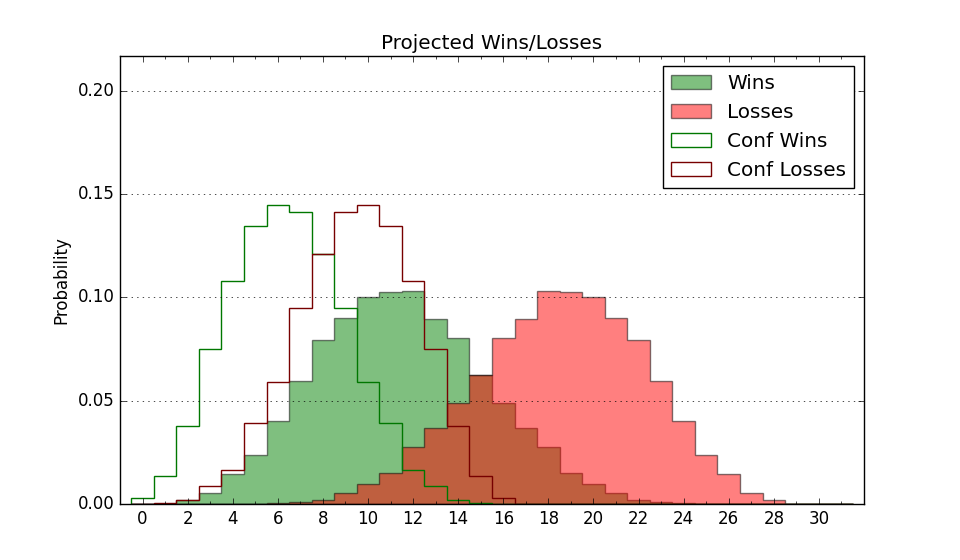 Projected Wins/Losses
Wins
Losses
Conf Wins
Conf Losses
Probability
0.20
0.15
0.10
0.05
0.00
0 2 4 6 8 10 12 14 16 18 20 22 24 26 28 30